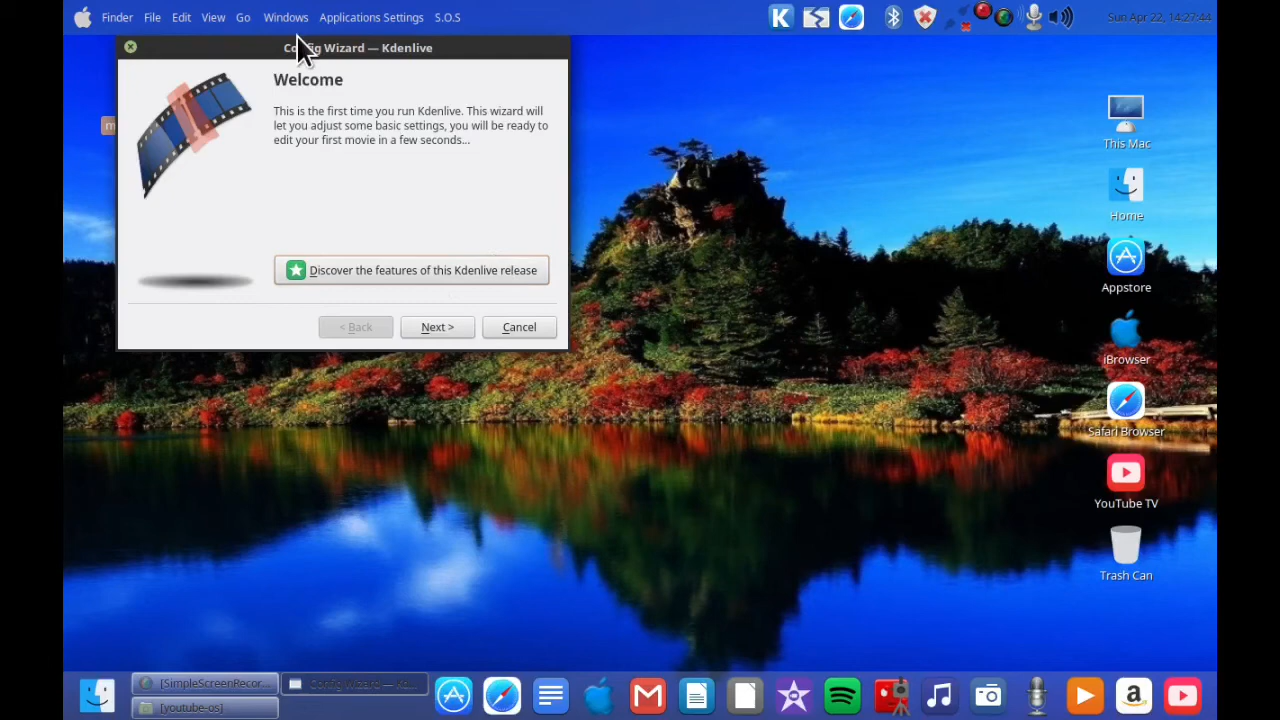 Finder File Edit View Go Windows Applications Settings S.O.S
K
Sun Apr 22, 14:27:44
Config Wizard — Kdenlive
Welcome
This is the first time you run Kdenlive. This wizard will
let you adjust some basic settings, you will be ready to
edit your first movie in a few seconds...
Discover the features of this Kdenlive release
< Back Next > Cancel
m
This Mac
Home
Appstore
iBrowser
Safari Browser
YouTube TV
Trash Can
[SimpleScreenRecor...
Config Wizard — Kd...
[youtube-os]